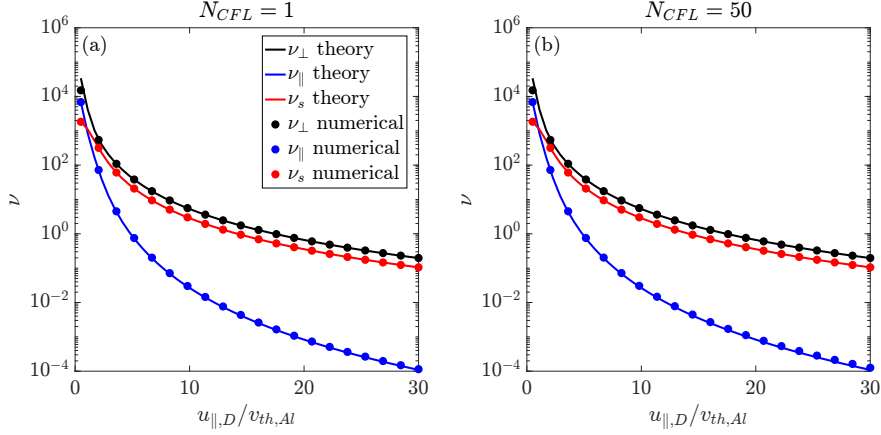 N_{CFL} = 1
N_{CFL} = 50
(a)
(b)
ν_⊥ theory
ν_∥ theory
ν_s theory
ν_⊥ numerical
ν_∥ numerical
ν_s numerical
10^6
10^4
10^2
10^0
10^{-2}
10^{-4}
ν
0 10 20 30
u_{∥,D}/v_{th,Al}
10^6
10^4
10^2
10^0
10^{-2}
10^{-4}
ν
0 10 20 30
u_{∥,D}/v_{th,Al}